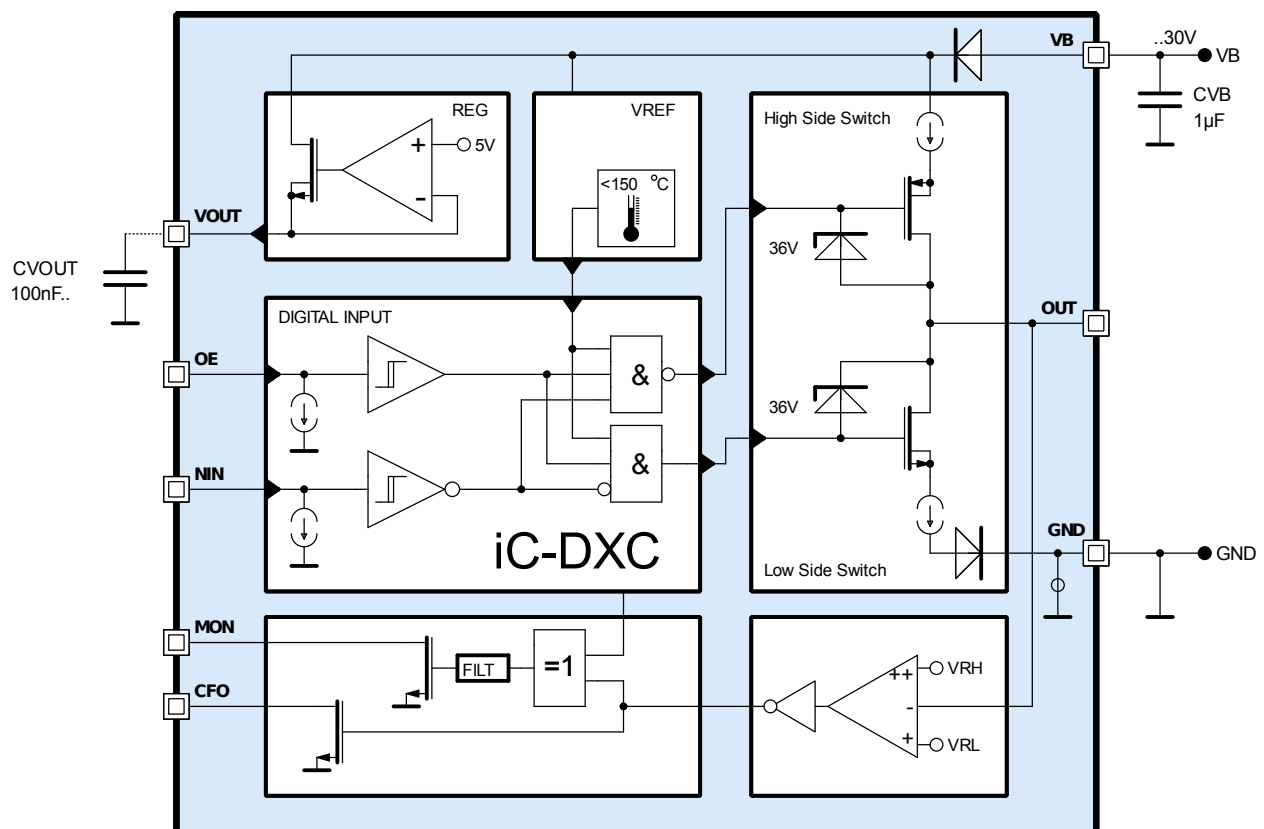 VB
..30V
VB
CVB
1µF
REG
+
5V
-
VREF
<150 °C
High Side Switch
VOUT
36V
CVOUT
100nF..
DIGITAL INPUT
OUT
OE
&
36V
NIN
&
iC-DXC
GND
GND
Low Side Switch
MON
FILT
=1
++
VRH
CFO
-
+
VRL